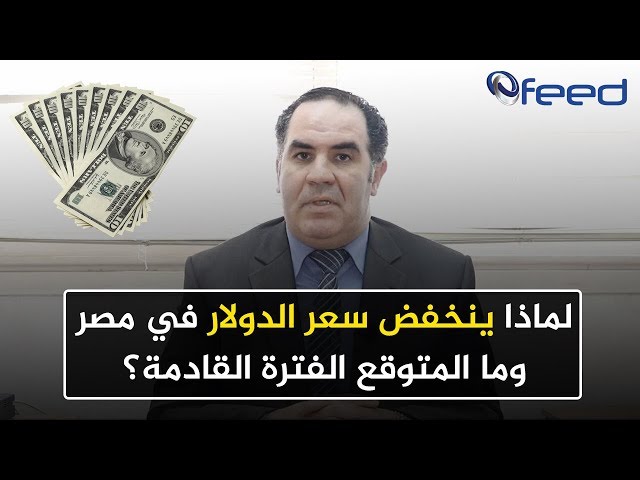 feed
لماذا ينخفض سعر الدولار في مصر
وما المتوقع الفترة القادمة؟